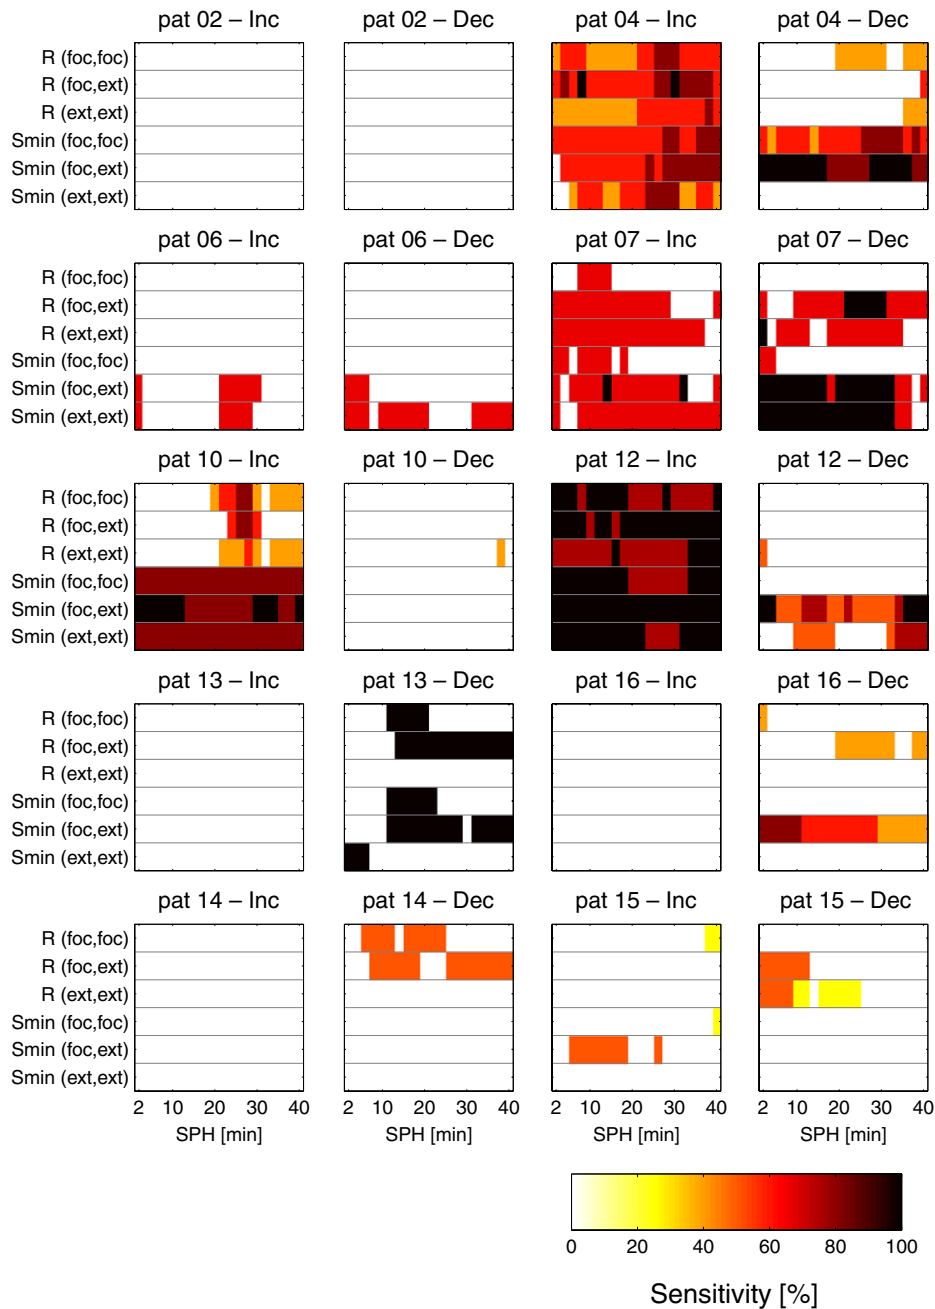 pat 02 – Inc pat 02 – Dec pat 04 – Inc pat 04 – Dec
R (foc,foc)
R (foc,ext)
R (ext,ext)
Smin (foc,foc)
Smin (foc,ext)
Smin (ext,ext)
pat 06 – Inc pat 06 – Dec pat 07 – Inc pat 07 – Dec
R (foc,foc)
R (foc,ext)
R (ext,ext)
Smin (foc,foc)
Smin (foc,ext)
Smin (ext,ext)
pat 10 – Inc pat 10 – Dec pat 12 – Inc pat 12 – Dec
R (foc,foc)
R (foc,ext)
R (ext,ext)
Smin (foc,foc)
Smin (foc,ext)
Smin (ext,ext)
pat 13 – Inc pat 13 – Dec pat 16 – Inc pat 16 – Dec
R (foc,foc)
R (foc,ext)
R (ext,ext)
Smin (foc,foc)
Smin (foc,ext)
Smin (ext,ext)
pat 14 – Inc pat 14 – Dec pat 15 – Inc pat 15 – Dec
R (foc,foc)
R (foc,ext)
R (ext,ext)
Smin (foc,foc)
Smin (foc,ext)
Smin (ext,ext)
2 10 20 30 40 2 10 20 30 40 2 10 20 30 40 2 10 20 30 40
SPH [min] SPH [min] SPH [min] SPH [min]
0 20 40 60 80 100
Sensitivity [%]